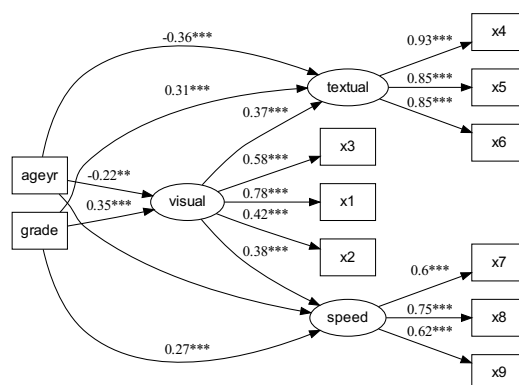 -0.36***
0.93***
x4
0.31***
textual
0.85***
x5
0.37***
0.85***
x6
ageyr
-0.22**
0.58***
x3
grade
0.35***
visual
0.78***
x1
0.42***
x2
0.38***
0.6***
x7
speed
0.75***
x8
0.27***
0.62***
x9